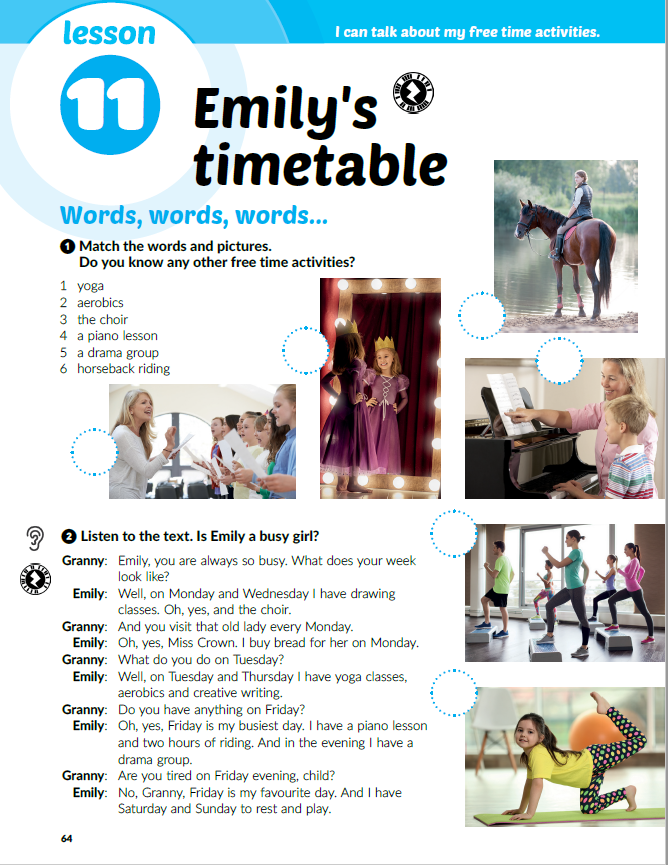 lesson
I can talk about my free time activities.
11
Emily's
timetable
Words, words, words...
1 Match the words and pictures.
Do you know any other free time activities?
1 yoga
2 aerobics
3 the choir
4 a piano lesson
5 a drama group
6 horseback riding
2 Listen to the text. Is Emily a busy girl?
Granny: Emily, you are always so busy. What does your week
look like?
Emily: Well, on Monday and Wednesday I have drawing
classes. Oh, yes, and the choir.
Granny: And you visit that old lady every Monday.
Emily: Oh, yes, Miss Crown. I buy bread for her on Monday.
Granny: What do you do on Tuesday?
Emily: Well, on Tuesday and Thursday I have yoga classes,
aerobics and creative writing.
Granny: Do you have anything on Friday?
Emily: Oh, yes, Friday is my busiest day. I have a piano lesson
and two hours of riding. And in the evening I have a
drama group.
Granny: Are you tired on Friday evening, child?
Emily: No, Granny, Friday is my favourite day. And I have
Saturday and Sunday to rest and play.
64